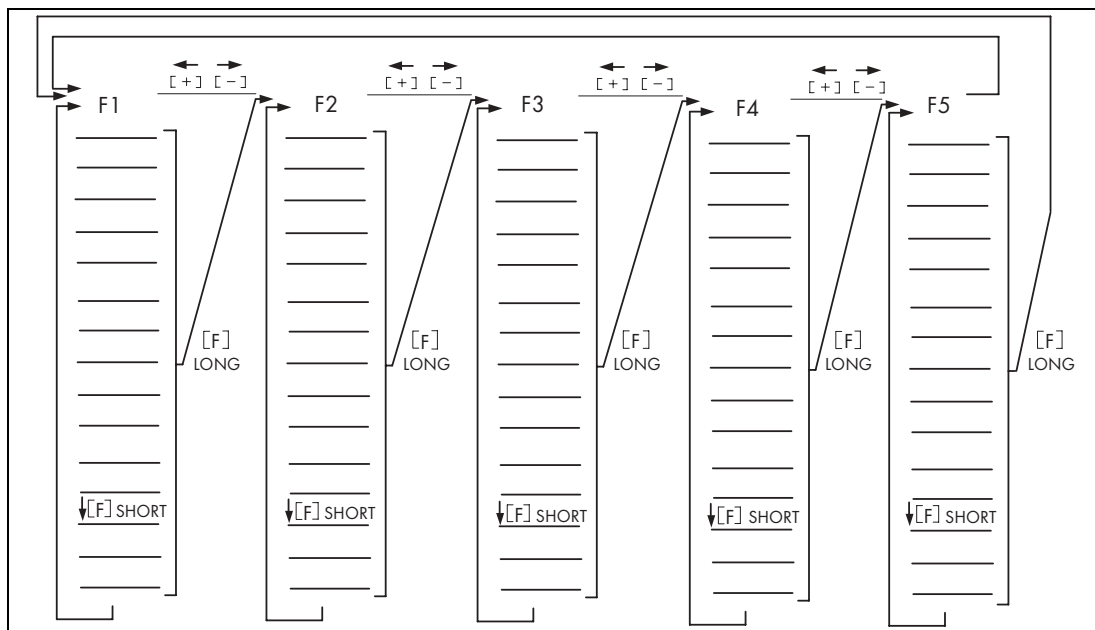 [+] [−] [+] [−] [+] [−] [+] [−]
F1 F2 F3 F4 F5
[F] [F] [F] [F] [F]
LONG LONG LONG LONG LONG
[F] SHORT [F] SHORT [F] SHORT [F] SHORT [F] SHORT